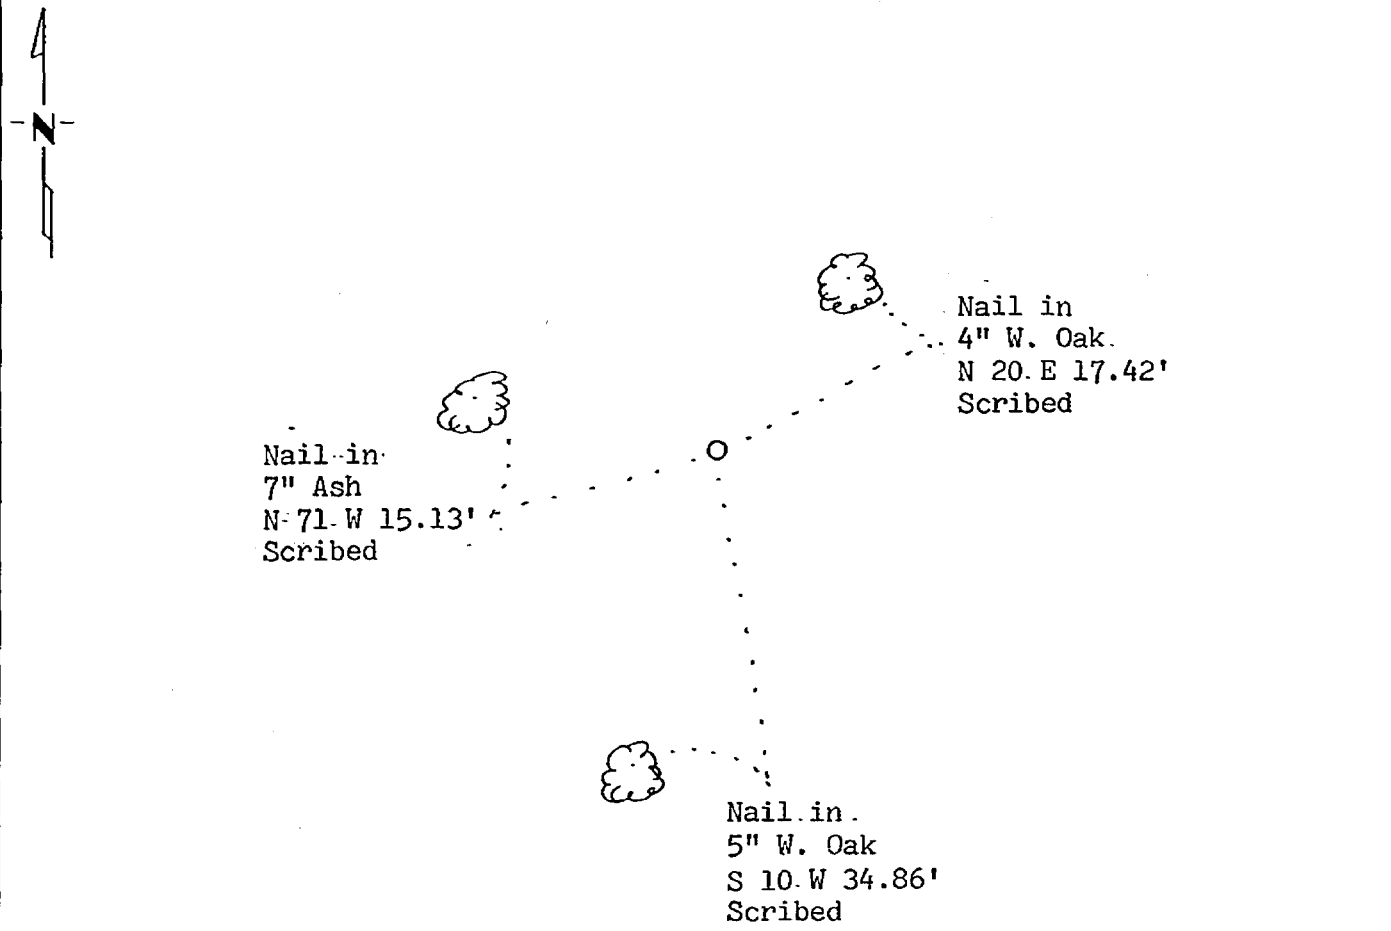 N
Nail in
4" W. Oak
N 20 E 17.42'
Scribed
Nail in
7" Ash
N 71 W 15.13'
Scribed
Nail in
5" W. Oak
S 10 W 34.86'
Scribed